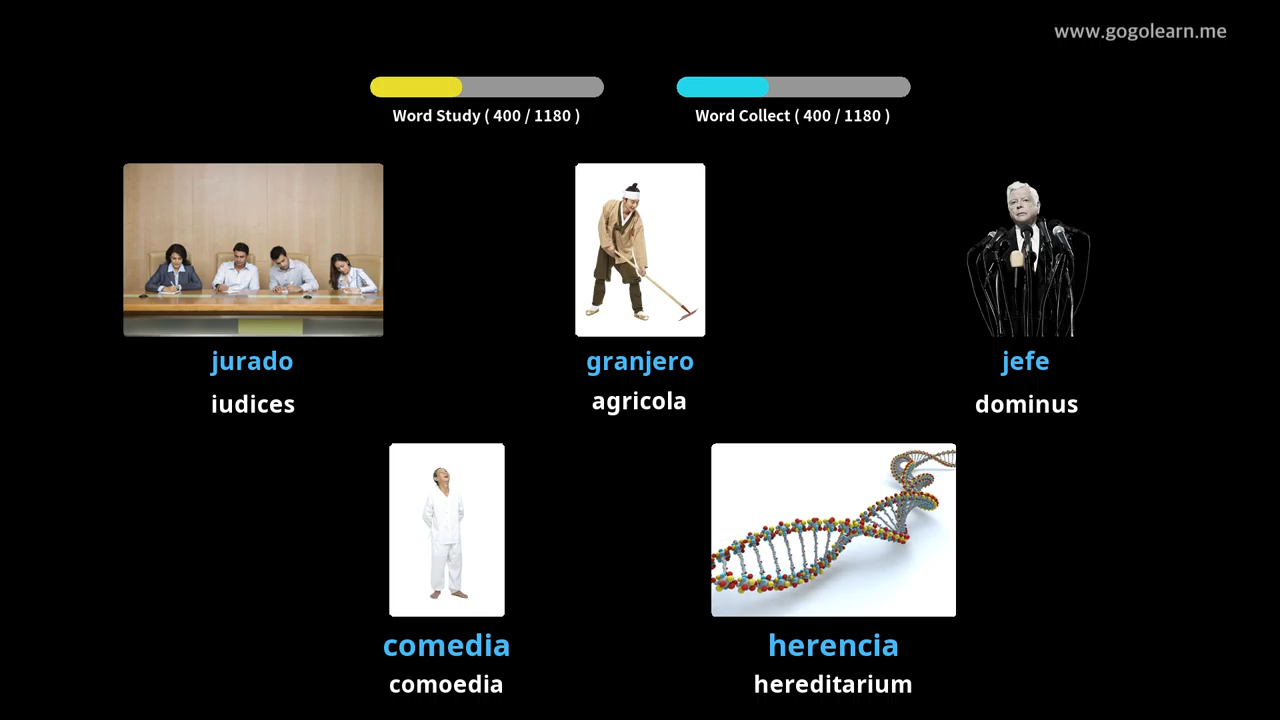 www.gogolearn.me
Word Study ( 400 / 1180 )
Word Collect ( 400 / 1180 )
jurado
iudices
granjero
agricola
jefe
dominus
comedia
comoedia
herencia
hereditarium